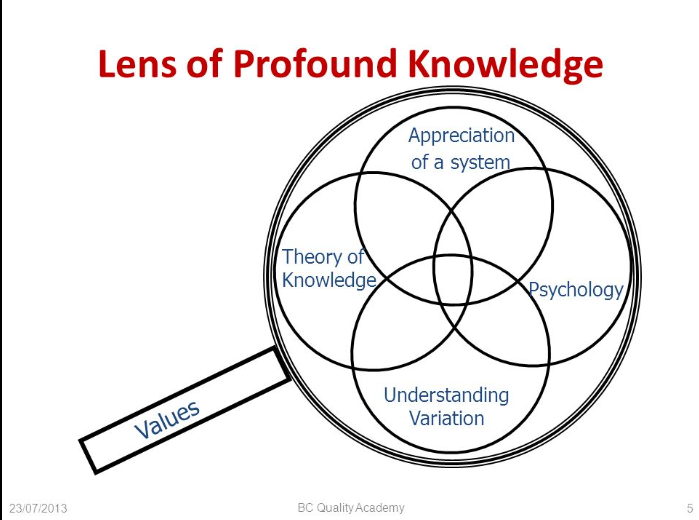 Lens of Profound Knowledge
Appreciation
of a system
Theory of
Knowledge
Psychology
Understanding
Variation
Values
23/07/2013
BC Quality Academy
5